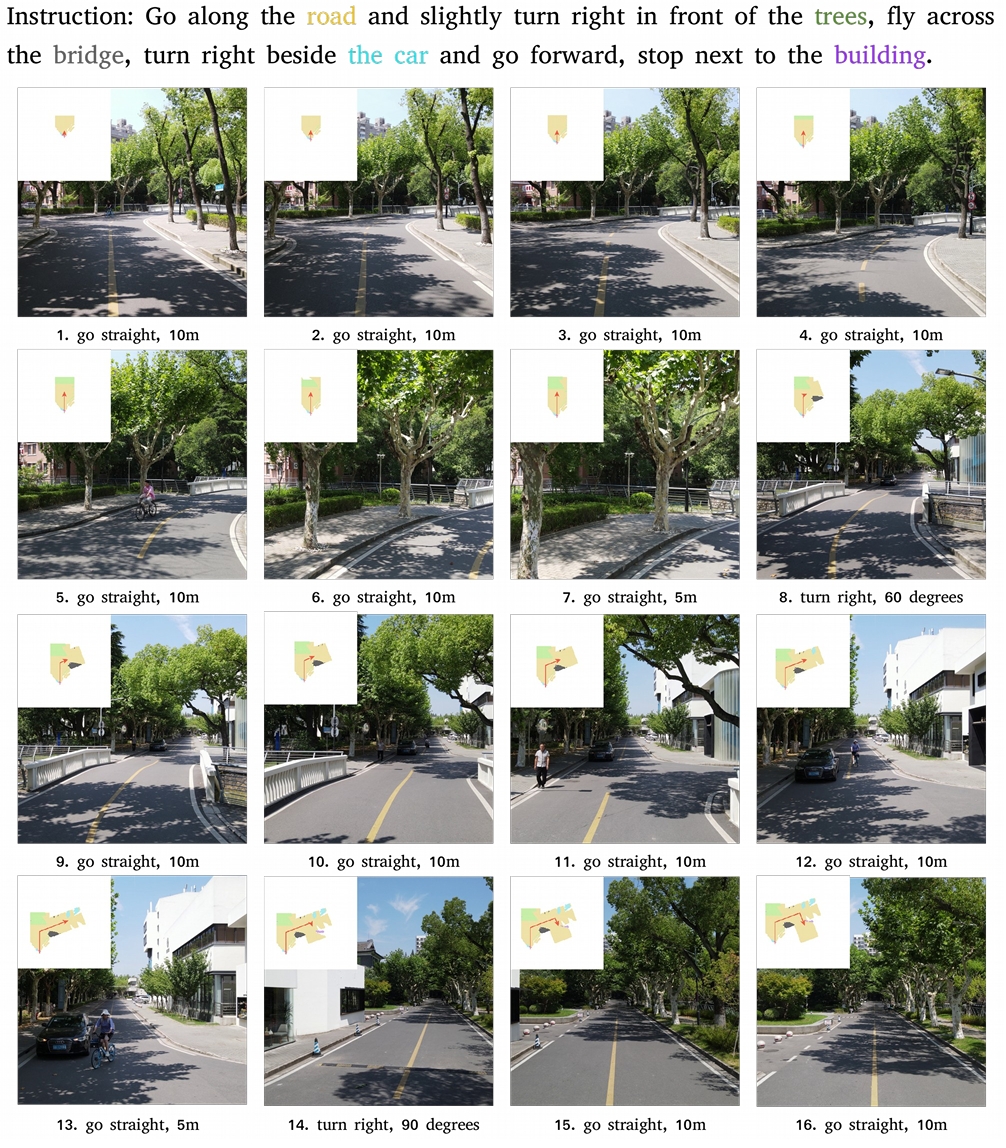 Instruction: Go along the road and slightly turn right in front of the trees, fly across
the bridge, turn right beside the car and go forward, stop next to the building.
1. go straight, 10m
2. go straight, 10m
3. go straight, 10m
4. go straight, 10m
5. go straight, 10m
6. go straight, 10m
7. go straight, 5m
8. turn right, 60 degrees
9. go straight, 10m
10. go straight, 10m
11. go straight, 10m
12. go straight, 10m
13. go straight, 5m
14. turn right, 90 degrees
15. go straight, 10m
16. go straight, 10m